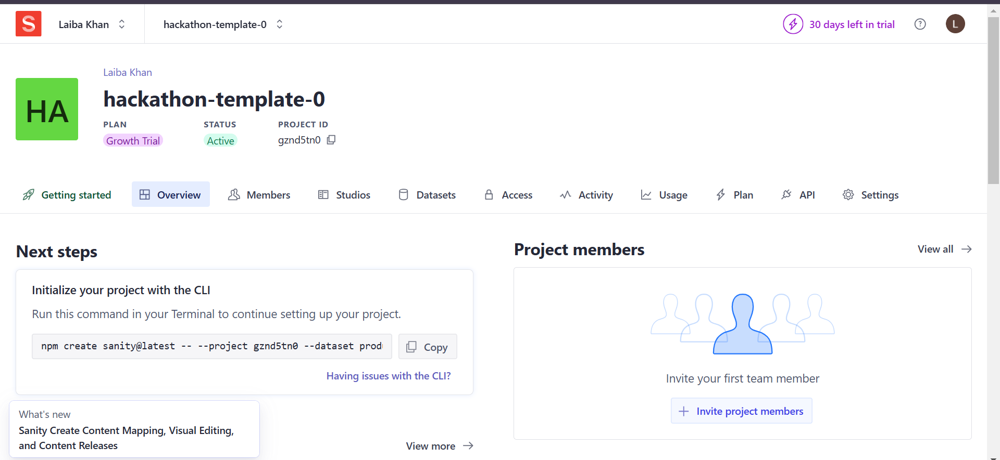 S
Laiba Khan
hackathon-template-0
30 days left in trial
?
L
HA
Laiba Khan
hackathon-template-0
PLAN
STATUS
PROJECT ID
Growth Trial
Active
gznd5tn0
Getting started
Overview
Members
Studios
Datasets
Access
Activity
Usage
Plan
API
Settings
Next steps
Initialize your project with the CLI
Run this command in your Terminal to continue setting up your project.
npm create sanity@latest -- --project gznd5tn0 --dataset prod
Copy
Having issues with the CLI?
What's new
Sanity Create Content Mapping, Visual Editing,
and Content Releases
View more
Project members
View all
Invite your first team member
Invite project members